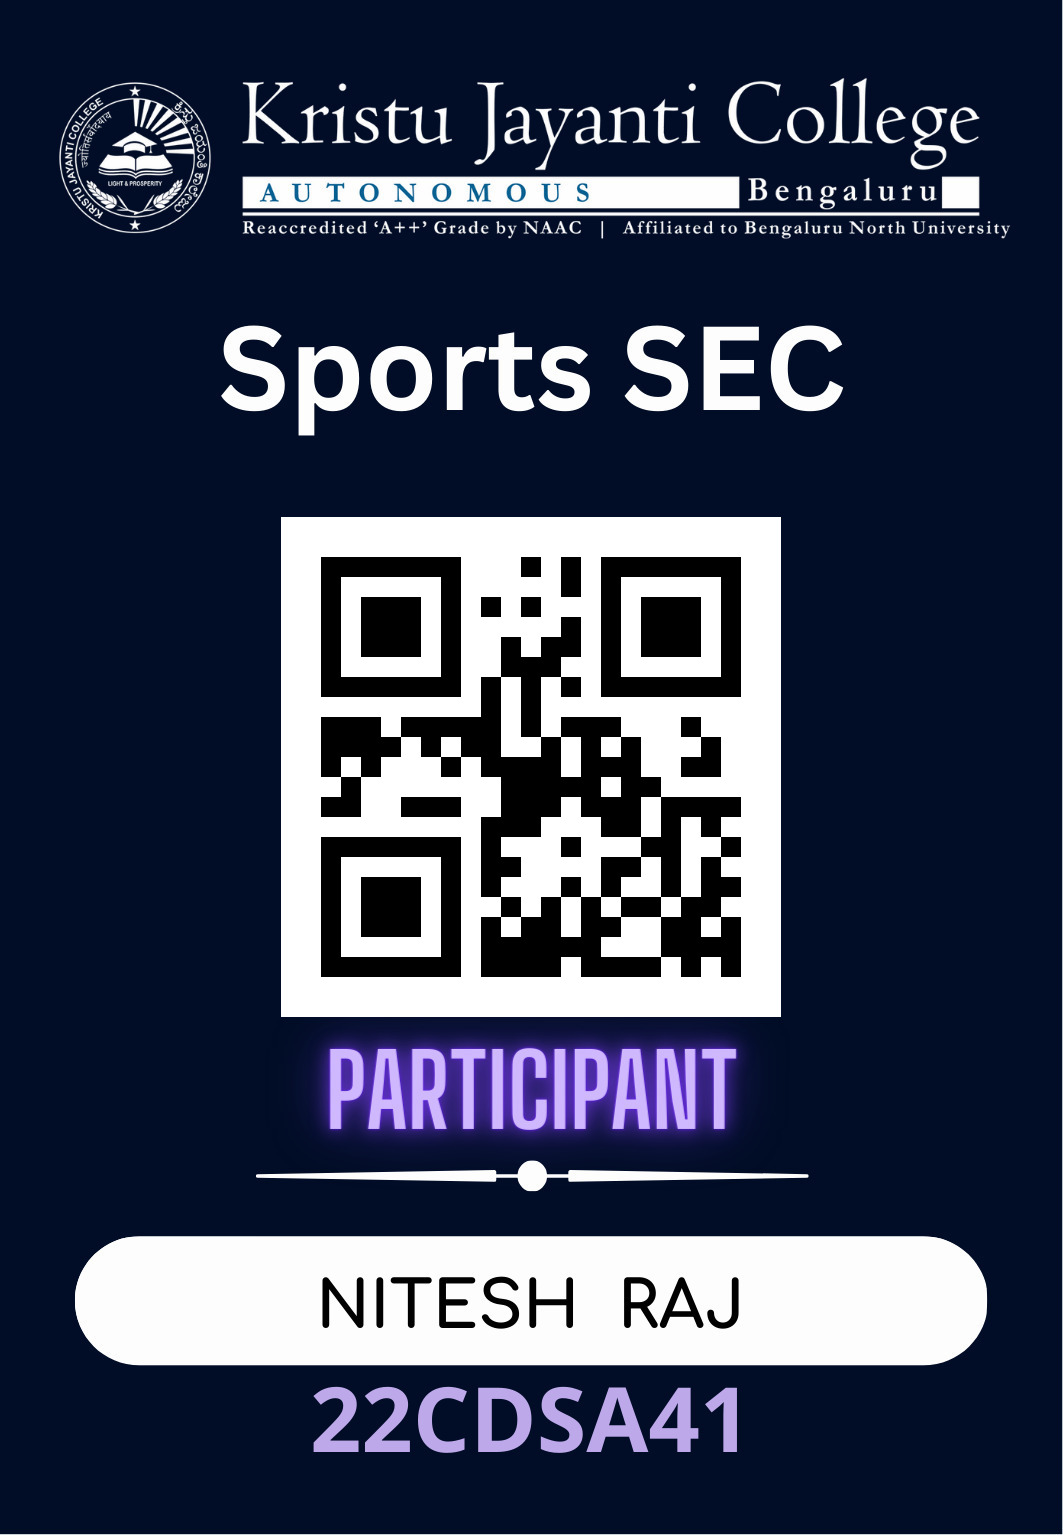 KRISTU JAYANTI COLLEGE
LIGHT & PROSPERITY
Kristu Jayanti College
AUTONOMOUS Bengaluru
Reaccredited ‘A++’ Grade by NAAC | Affiliated to Bengaluru North University
Sports SEC
PARTICIPANT
NITESH RAJ
22CDSA41